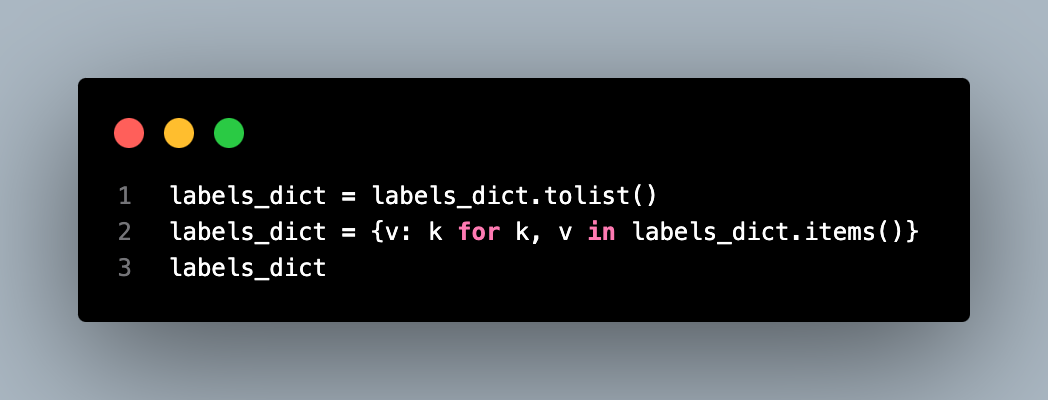 1 labels_dict = labels_dict.tolist()
2 labels_dict = {v: k for k, v in labels_dict.items()}
3 labels_dict